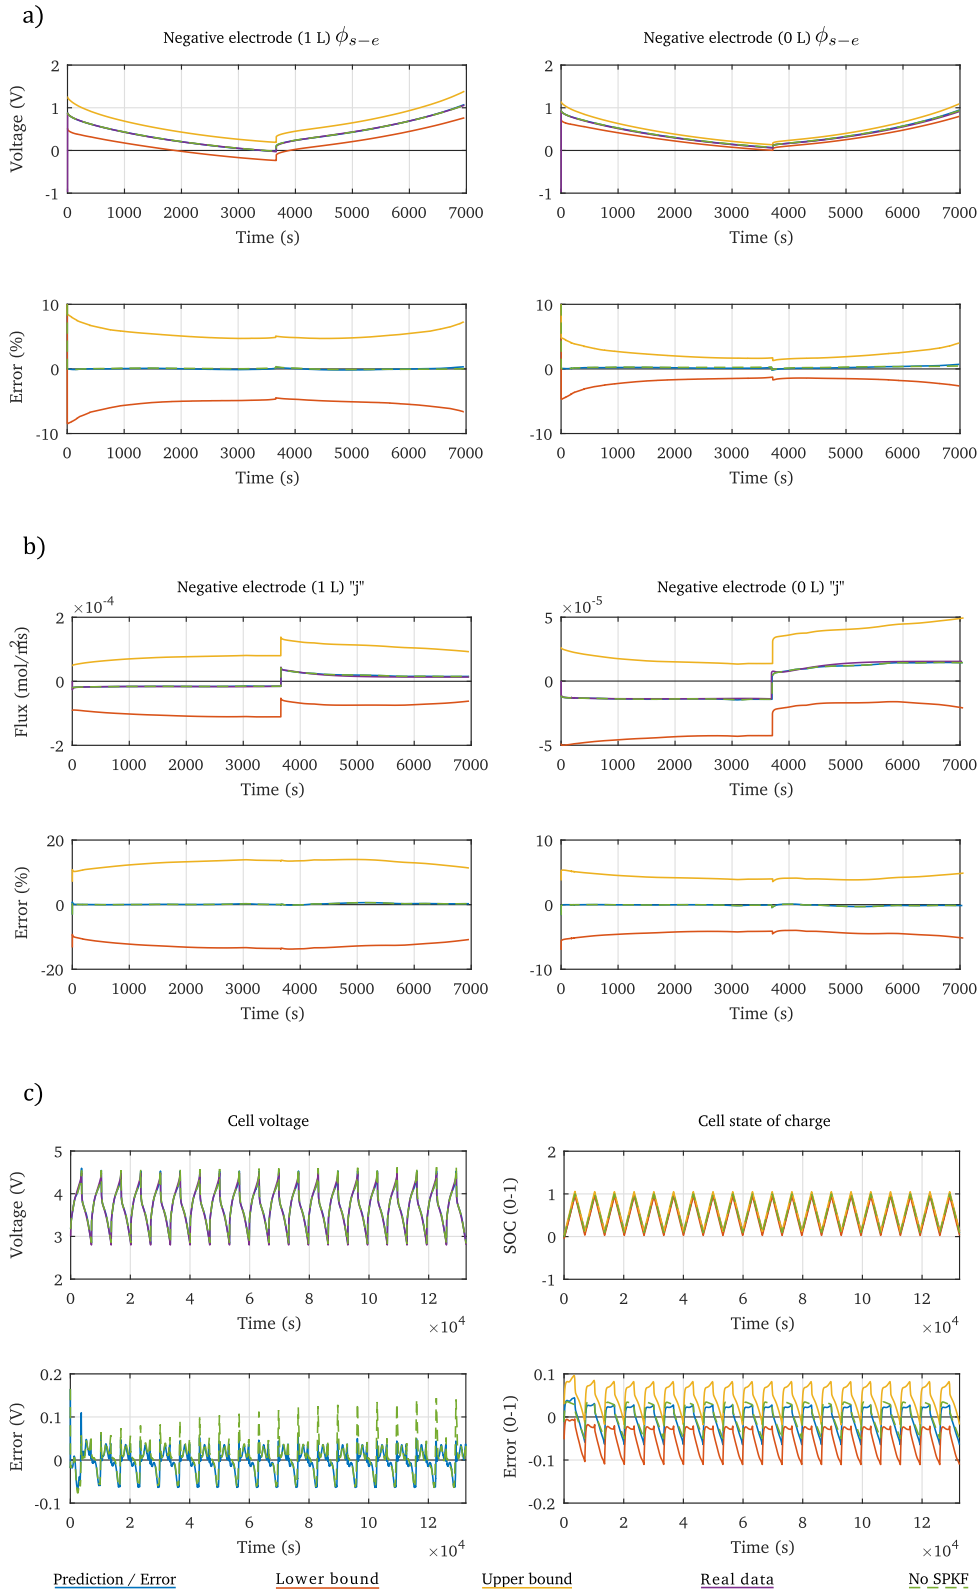 a)
Negative electrode (1 L) ϕs−e
Negative electrode (0 L) ϕs−e
Voltage (V)
2
1
0
-1
0 1000 2000 3000 4000 5000 6000 7000
Time (s)
2
1
0
-1
0 1000 2000 3000 4000 5000 6000 7000
Time (s)
Error (%)
10
0
-10
0 1000 2000 3000 4000 5000 6000 7000
Time (s)
10
0
-10
0 1000 2000 3000 4000 5000 6000 7000
Time (s)
b)
Negative electrode (1 L) "j"
Negative electrode (0 L) "j"
×10-4
Flux (mol/m2s)
2
0
-2
0 1000 2000 3000 4000 5000 6000 7000
Time (s)
×10-5
5
0
-5
0 1000 2000 3000 4000 5000 6000 7000
Time (s)
Error (%)
20
0
-20
0 1000 2000 3000 4000 5000 6000 7000
Time (s)
10
0
-10
0 1000 2000 3000 4000 5000 6000 7000
Time (s)
c)
Cell voltage
Cell state of charge
Voltage (V)
5
4
3
2
0 2 4 6 8 10 12
Time (s)
×10⁴
SOC (0-1)
2
1
0
-1
0 2 4 6 8 10 12
Time (s)
×10⁴
Error (V)
0.2
0.1
0
-0.1
0 2 4 6 8 10 12
Time (s)
×10⁴
Error (0-1)
0.1
0
-0.1
-0.2
0 2 4 6 8 10 12
Time (s)
×10⁴
Prediction / Error
Lower bound
Upper bound
Real data
No SPKF